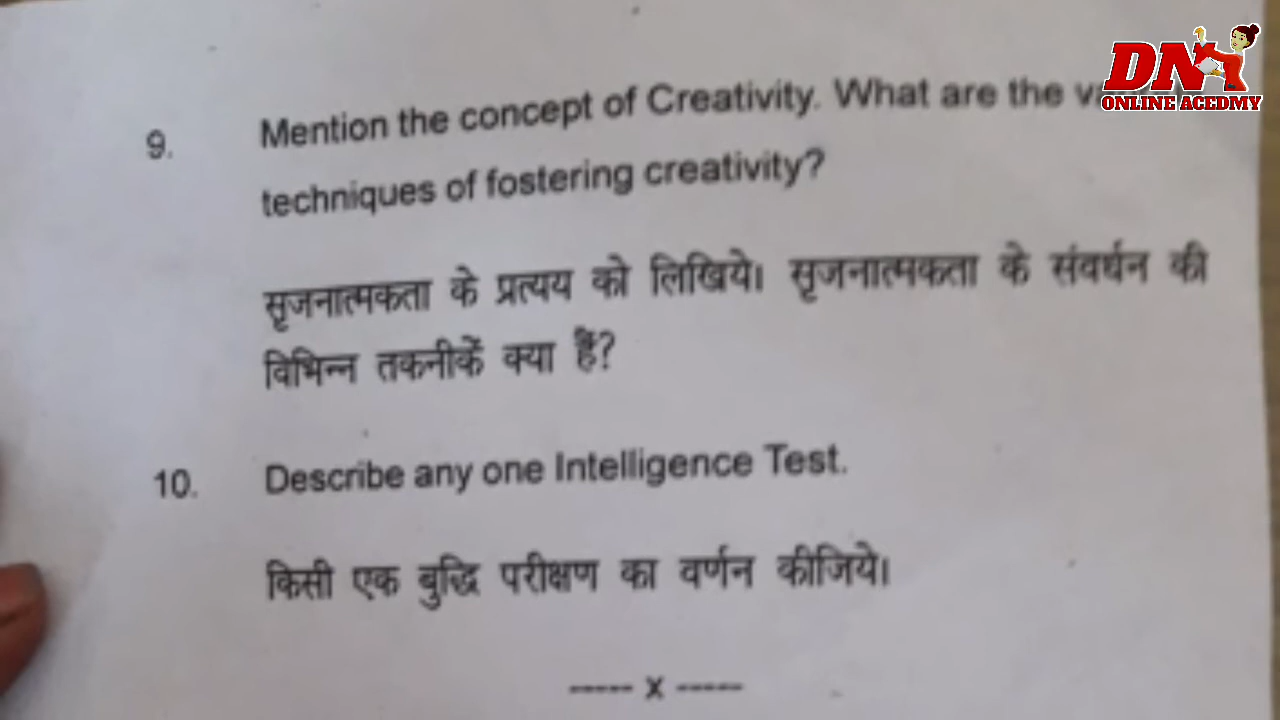 DN
ONLINE ACEDMY
9. Mention the concept of Creativity. What are the
techniques of fostering creativity?
सृजनात्मकता के प्रत्यय को लिखिये। सृजनात्मकता के संवर्धन की
विभिन्न तकनीकें क्या हैं?
10. Describe any one Intelligence Test.
किसी एक बुद्धि परीक्षण का वर्णन कीजिये।
----- x -----